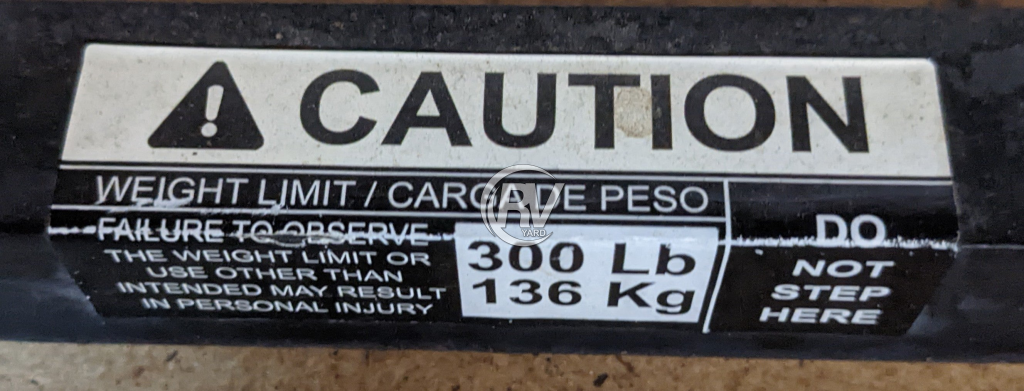 CAUTION
WEIGHT LIMIT / CARGA DE PESO
FAILURE TO OBSERVE
THE WEIGHT LIMIT OR
USE OTHER THAN
INTENDED MAY RESULT
IN PERSONAL INJURY
300 Lb
136 Kg
DO
NOT
STEP
HERE
RV
YARD